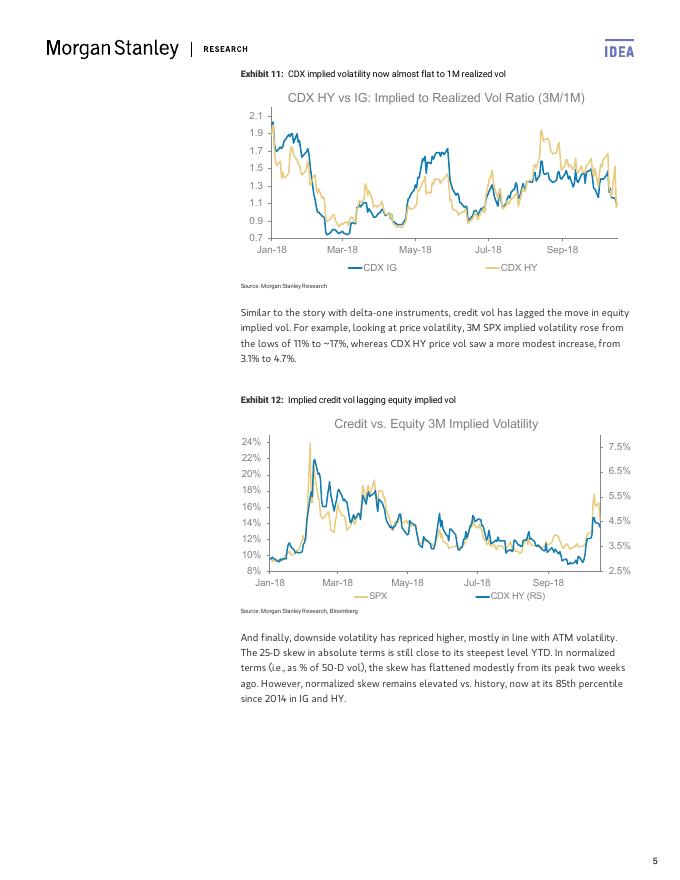 Morgan Stanley | RESEARCH
IDEA
Exhibit 11: CDX implied volatility now almost flat to 1M realized vol
CDX HY vs IG: Implied to Realized Vol Ratio (3M/1M)
2.1
1.9
1.7
1.5
1.3
1.1
0.9
0.7
Jan-18 Mar-18 May-18 Jul-18 Sep-18
CDX IG CDX HY
Source: Morgan Stanley Research
Similar to the story with delta-one instruments, credit vol has lagged the move in equity
implied vol. For example, looking at price volatility, 3M SPX implied volatility rose from
the lows of 11% to ~17%, whereas CDX HY price vol saw a more modest increase, from
3.1% to 4.7%.
Exhibit 12: Implied credit vol lagging equity implied vol
Credit vs. Equity 3M Implied Volatility
24%
22%
20%
18%
16%
14%
12%
10%
8%
7.5%
6.5%
5.5%
4.5%
3.5%
2.5%
Jan-18 Mar-18 May-18 Jul-18 Sep-18
SPX CDX HY (RS)
Source: Morgan Stanley Research, Bloomberg
And finally, downside volatility has repriced higher, mostly in line with ATM volatility.
The 25-D skew in absolute terms is still close to its steepest level YTD. In normalized
terms (i.e., as % of 50-D vol), the skew has flattened modestly from its peak two weeks
ago. However, normalized skew remains elevated vs. history, now at its 85th percentile
since 2014 in IG and HY.
5